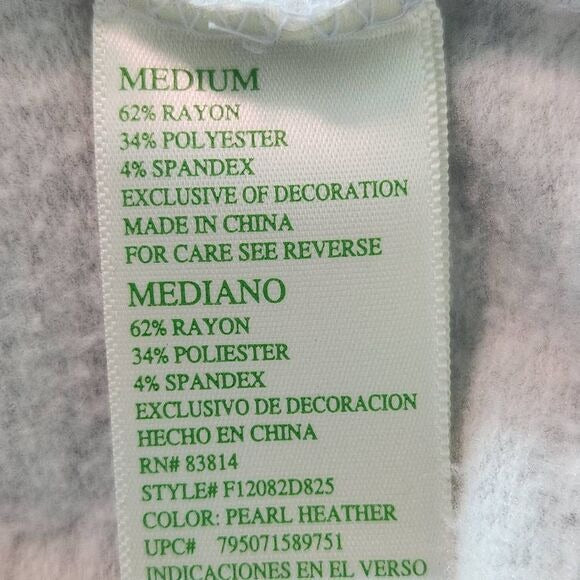 MEDIUM
62% RAYON
34% POLYESTER
4% SPANDEX
EXCLUSIVE OF DECORATION
MADE IN CHINA
FOR CARE SEE REVERSE
MEDIANO
62% RAYON
34% POLIESTER
4% SPANDEX
EXCLUSIVO DE DECORACION
HECHO EN CHINA
RN# 83814
STYLE# F12082D825
COLOR: PEARL HEATHER
UPC# 795071589751
INDICACIONES EN EL VERSO